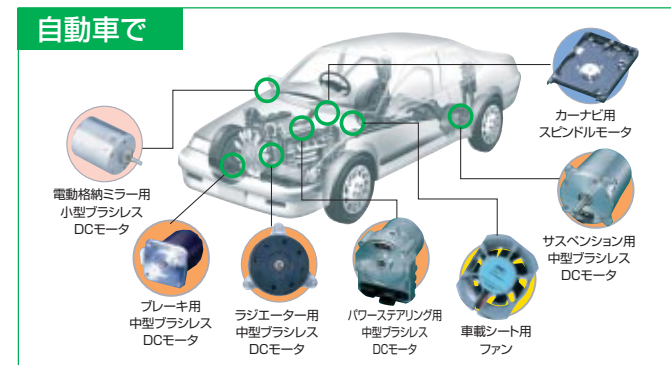 自動車で
カーナビ用
スピンドルモータ
電動格納ミラー用
小型ブラシレス
DCモータ
サスペンション用
中型ブラシレス
DCモータ
ブレーキ用
中型ブラシレス
DCモータ
ラジエーター用
中型ブラシレス
DCモータ
パワーステアリング用
中型ブラシレス
DCモータ
車載シート用
ファン